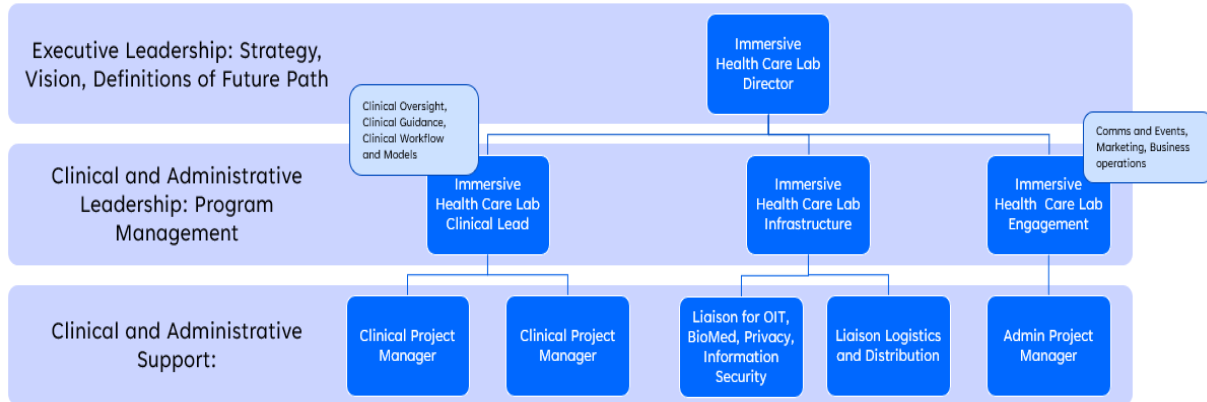 Executive Leadership: Strategy,
Vision, Definitions of Future Path
Immersive
Health Care Lab
Director
Clinical Oversight,
Clinical Guidance,
Clinical Workflow
and Models
Comms and Events,
Marketing, Business
operations
Clinical and Administrative
Leadership: Program
Management
Immersive
Health Care Lab
Clinical Lead
Immersive
Health Care Lab
Infrastructure
Immersive
Health Care Lab
Engagement
Clinical and Administrative
Support:
Clinical Project
Manager
Clinical Project
Manager
Liaison for OIT,
BioMed, Privacy,
Information
Security
Liaison Logistics
and Distribution
Admin Project
Manager